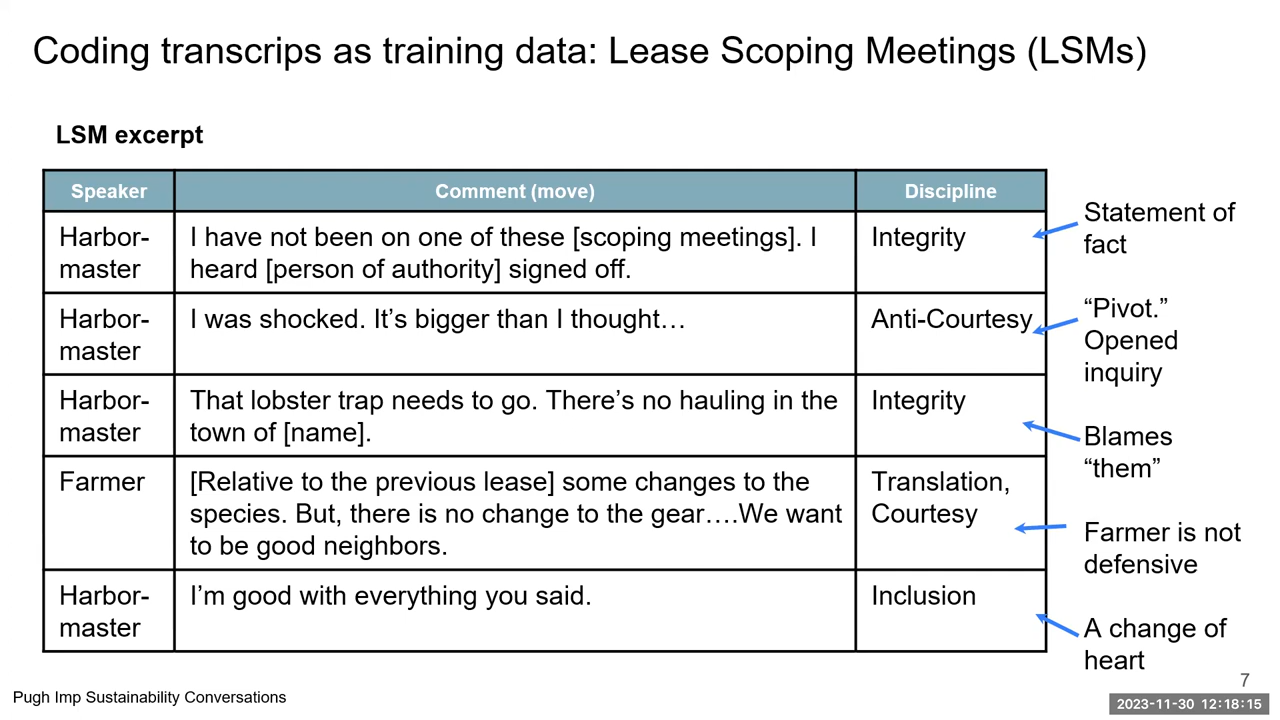 Coding transcrips as training data: Lease Scoping Meetings (LSMs)
LSM excerpt
Speaker
Comment (move)
Discipline
Harbor-
master
I have not been on one of these [scoping meetings]. I
heard [person of authority] signed off.
Integrity
Statement of
fact
Harbor-
master
I was shocked. It’s bigger than I thought…
Anti-Courtesy
“Pivot.”
Opened
inquiry
Harbor-
master
That lobster trap needs to go. There’s no hauling in the
town of [name].
Integrity
Blames
“them”
Farmer
[Relative to the previous lease] some changes to the
species. But, there is no change to the gear….We want
to be good neighbors.
Translation,
Courtesy
Farmer is not
defensive
Harbor-
master
I’m good with everything you said.
Inclusion
A change of
heart
7
Pugh Imp Sustainability Conversations
2023-11-30 12:18:15